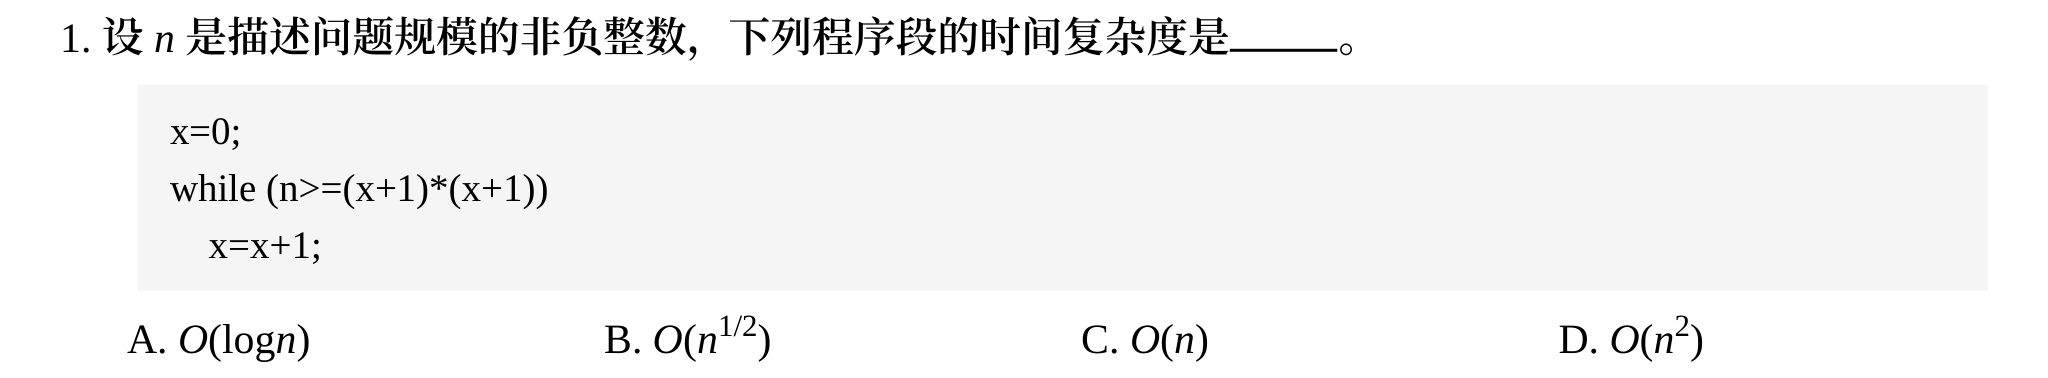 1. 设 n 是描述问题规模的非负整数，下列程序段的时间复杂度是_____。
x=0;
while (n>=(x+1)*(x+1))
x=x+1;
A. O(logn) B. O(n^{1/2}) C. O(n) D. O(n^{2})